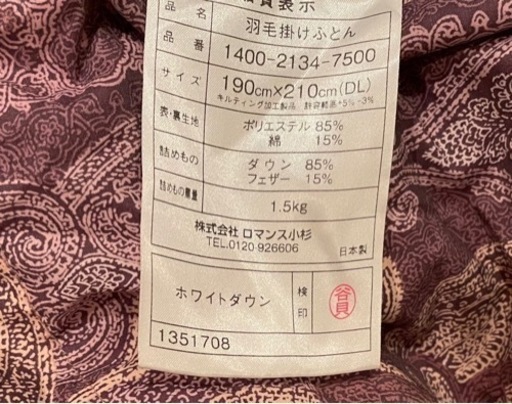 品質表示
品名 羽毛掛けふとん
品番 1400-2134-7500
サイズ 190cm×210cm(DL)
キルティング加工製品 許容範囲+5% -3%
表・裏生地 ポリエステル 85%
綿 15%
詰めもの ダウン 85%
フェザー 15%
詰めもの重量 1.5kg
株式会社 ロマンス小杉
TEL.0120-926606 日本製
ホワイトダウン 検印
1351708